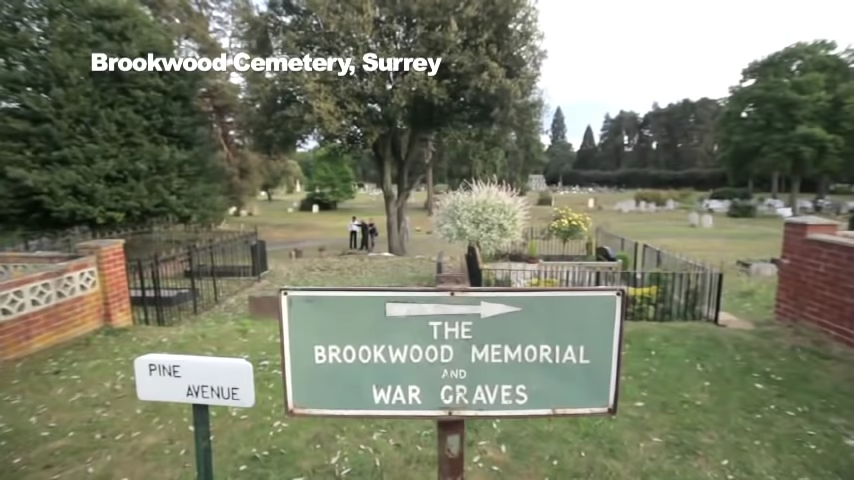 Brookwood Cemetery, Surrey
THE
BROOKWOOD MEMORIAL
AND
WAR GRAVES
PINE
AVENUE